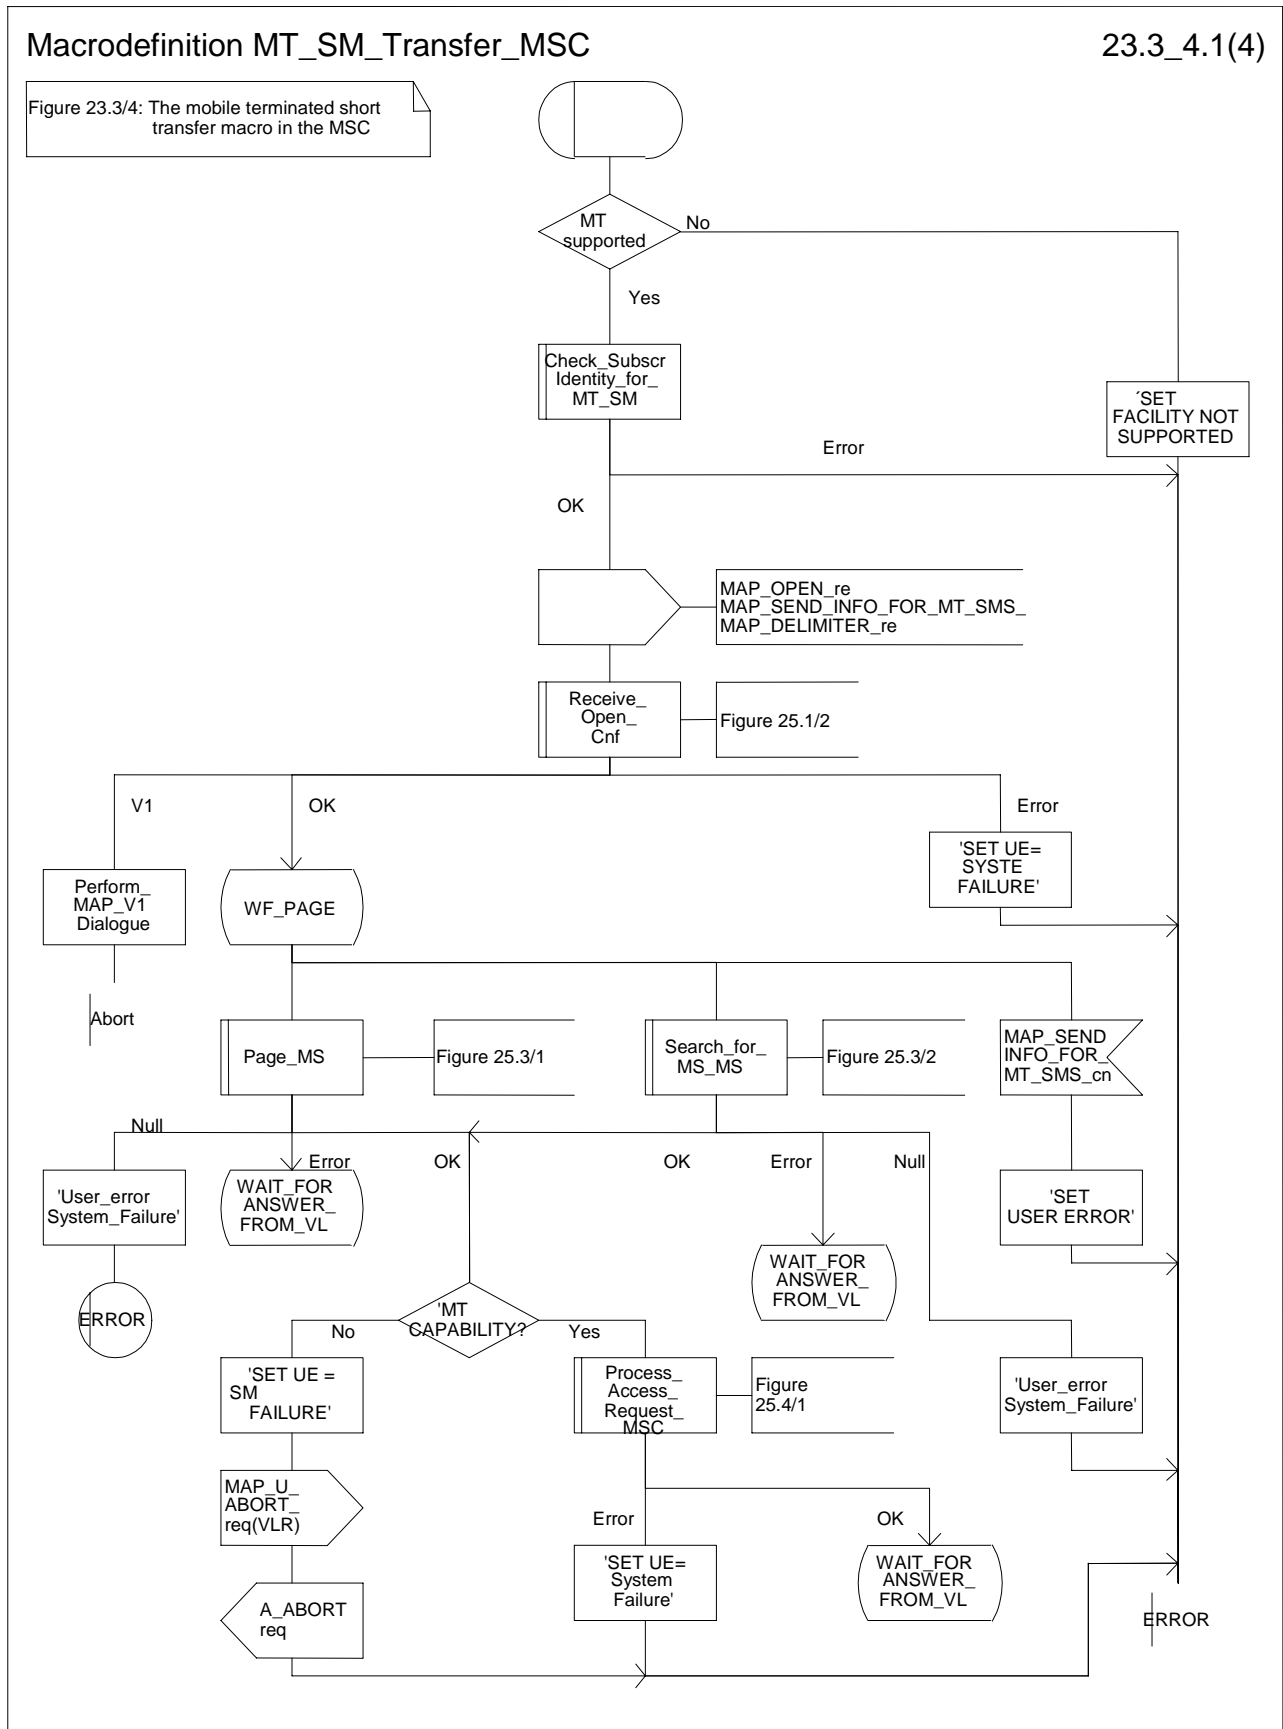 Macrodefinition MT_SM_Transfer_MSC
23.3_4.1(4)
Figure 23.3/4: The mobile terminated short
transfer macro in the MSC
MT
supported
No
Yes
Check_Subscr
Identity_for_
MT_SM
´SET
FACILITY NOT
SUPPORTED
Error
OK
MAP_OPEN_re
MAP_SEND_INFO_FOR_MT_SMS_
MAP_DELIMITER_re
Receive_
Open_
Cnf
Figure 25.1/2
V1
OK
Error
Perform_
MAP_V1
Dialogue
WF_PAGE
'SET UE=
SYSTE
FAILURE'
Abort
Page_MS
Figure 25.3/1
Search_for_
MS_MS
Figure 25.3/2
MAP_SEND
INFO_FOR_
MT_SMS_cn
Null
Error
OK
OK
Error
Null
'User_error
System_Failure'
WAIT_FOR
ANSWER_
FROM_VL
'SET
USER ERROR'
WAIT_FOR
ANSWER_
FROM_VL
ERROR
'MT
CAPABILITY?
No
Yes
'SET UE =
SM
FAILURE'
Process_
Access_
Request_
MSC
Figure
25.4/1
'User_error
System_Failure'
MAP_U_
ABORT_
req(VLR)
Error
OK
'SET UE=
System
Failure'
WAIT_FOR
ANSWER_
FROM_VL
A_ABORT
req
ERROR